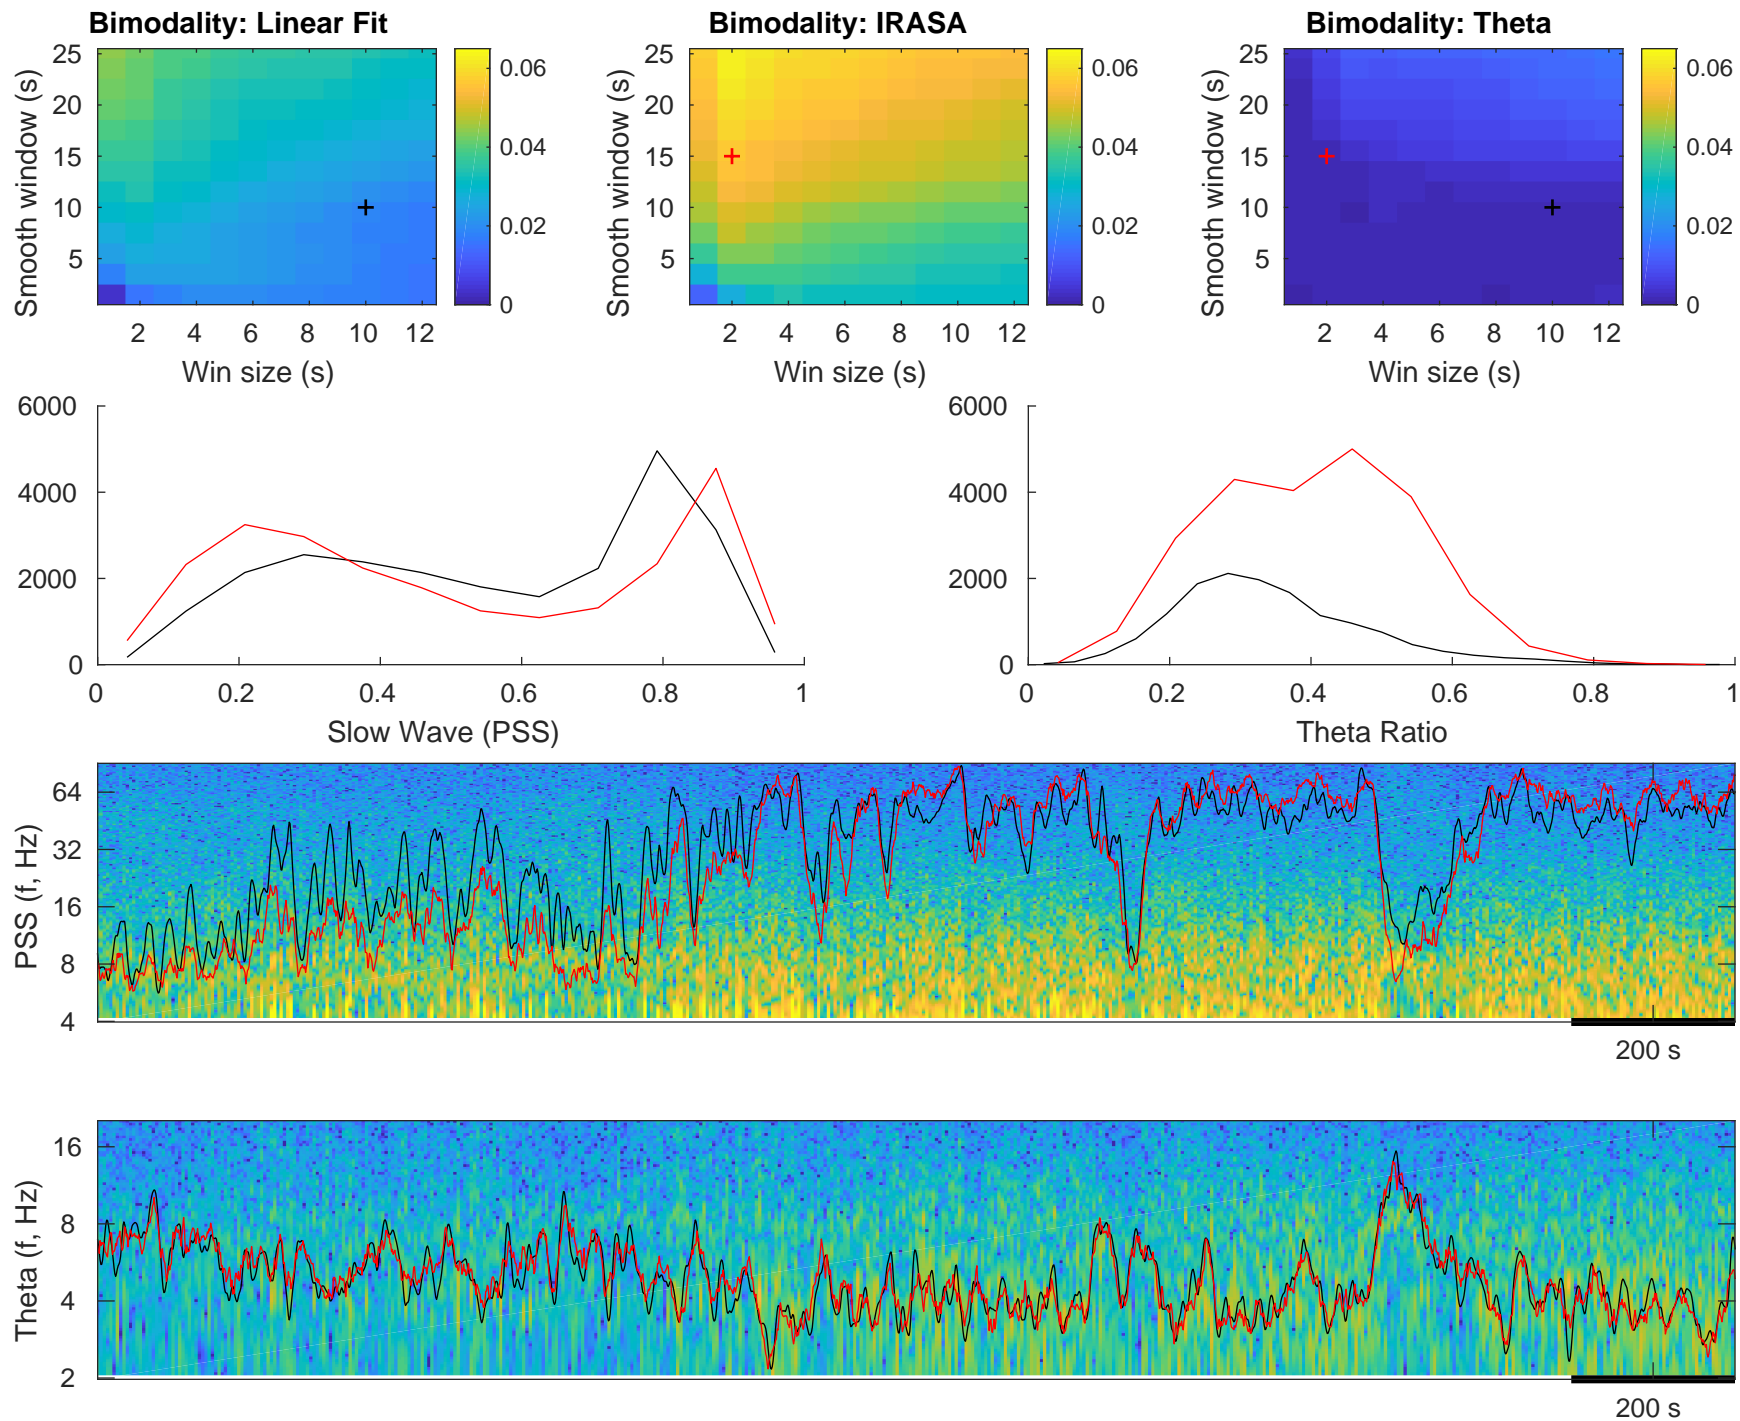 Bimodality: Linear Fit
Smooth window (s)
25
20
15
10
5
2 4 6 8 10 12
Win size (s)
0.06
0.04
0.02
0
Bimodality: IRASA
Smooth window (s)
25
20
15
10
5
2 4 6 8 10 12
Win size (s)
0.06
0.04
0.02
0
Bimodality: Theta
Smooth window (s)
25
20
15
10
5
2 4 6 8 10 12
Win size (s)
0.06
0.04
0.02
0
6000
4000
2000
0
0 0.2 0.4 0.6 0.8 1
Slow Wave (PSS)
6000
4000
2000
0
0 0.2 0.4 0.6 0.8 1
Theta Ratio
PSS (f, Hz)
64
32
16
8
4
200 s
Theta (f, Hz)
16
8
4
2
200 s